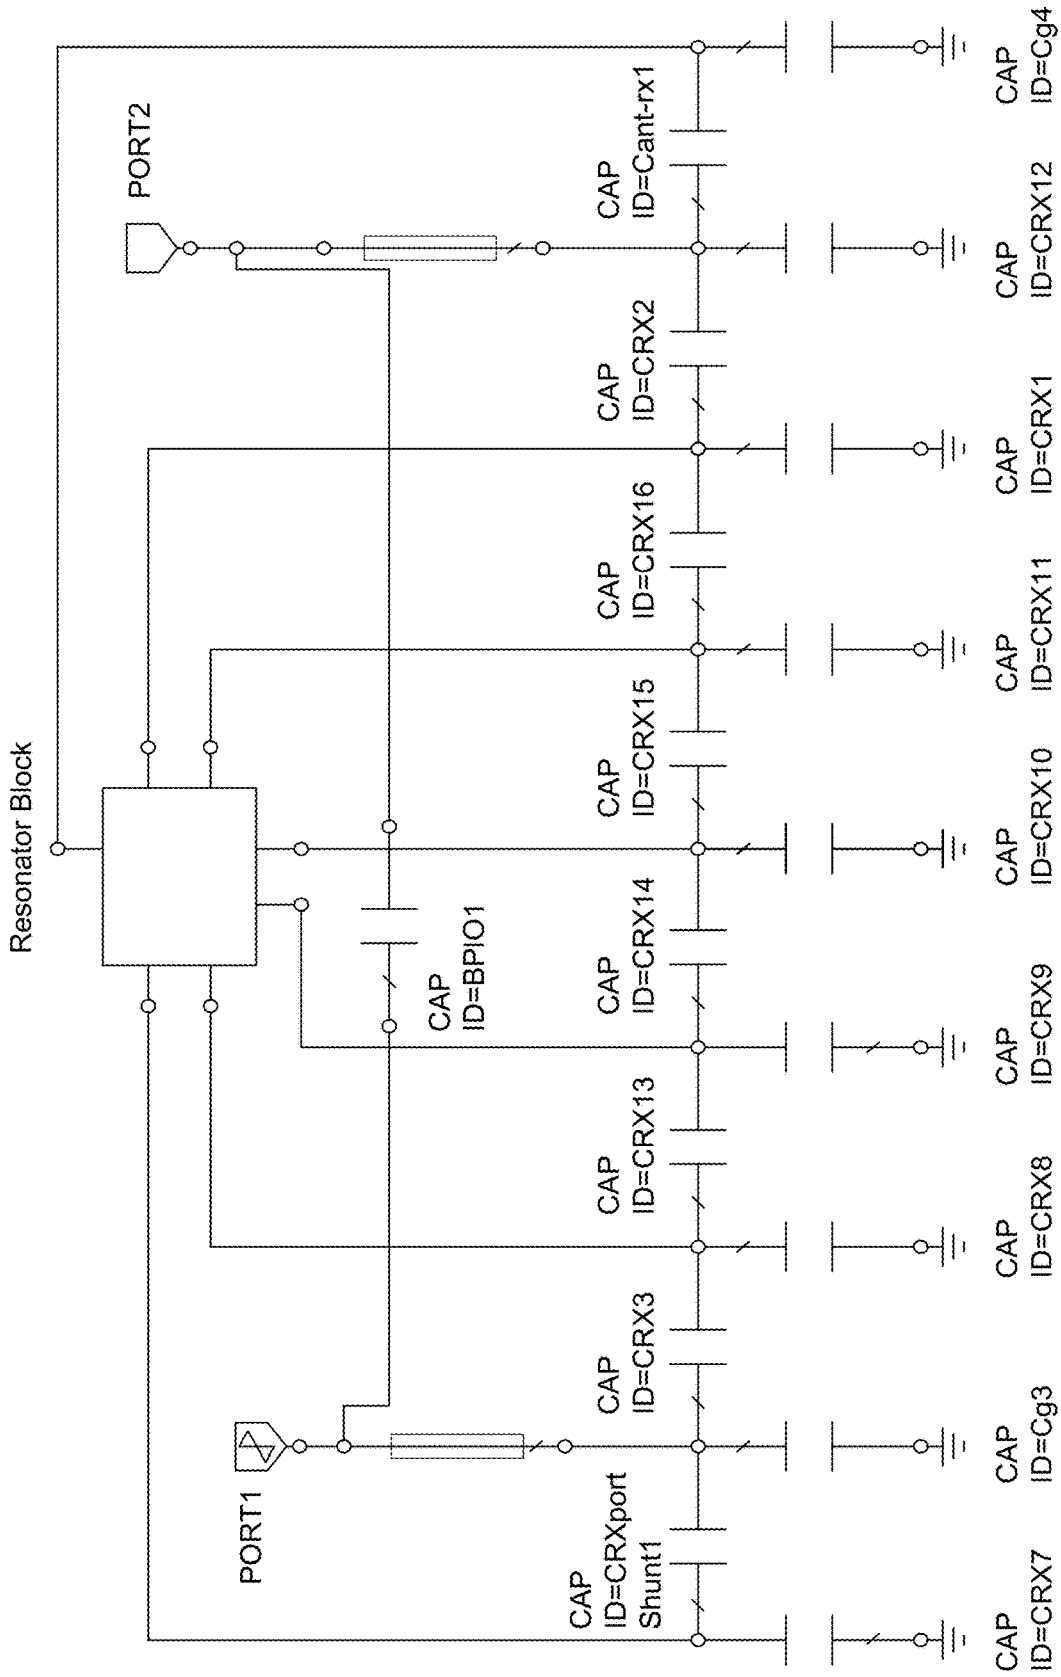 Resonator Block
PORT1
PORT2
CAP
ID=BPIO1
CAP
ID=CRXport
Shunt1
CAP
ID=CRX3
CAP
ID=CRX13
CAP
ID=CRX14
CAP
ID=CRX15
CAP
ID=CRX16
CAP
ID=CRX2
CAP
ID=Cant-rx1
CAP
ID=CRX7
CAP
ID=Cg3
CAP
ID=CRX8
CAP
ID=CRX9
CAP
ID=CRX10
CAP
ID=CRX11
CAP
ID=CRX1
CAP
ID=CRX12
CAP
ID=Cg4